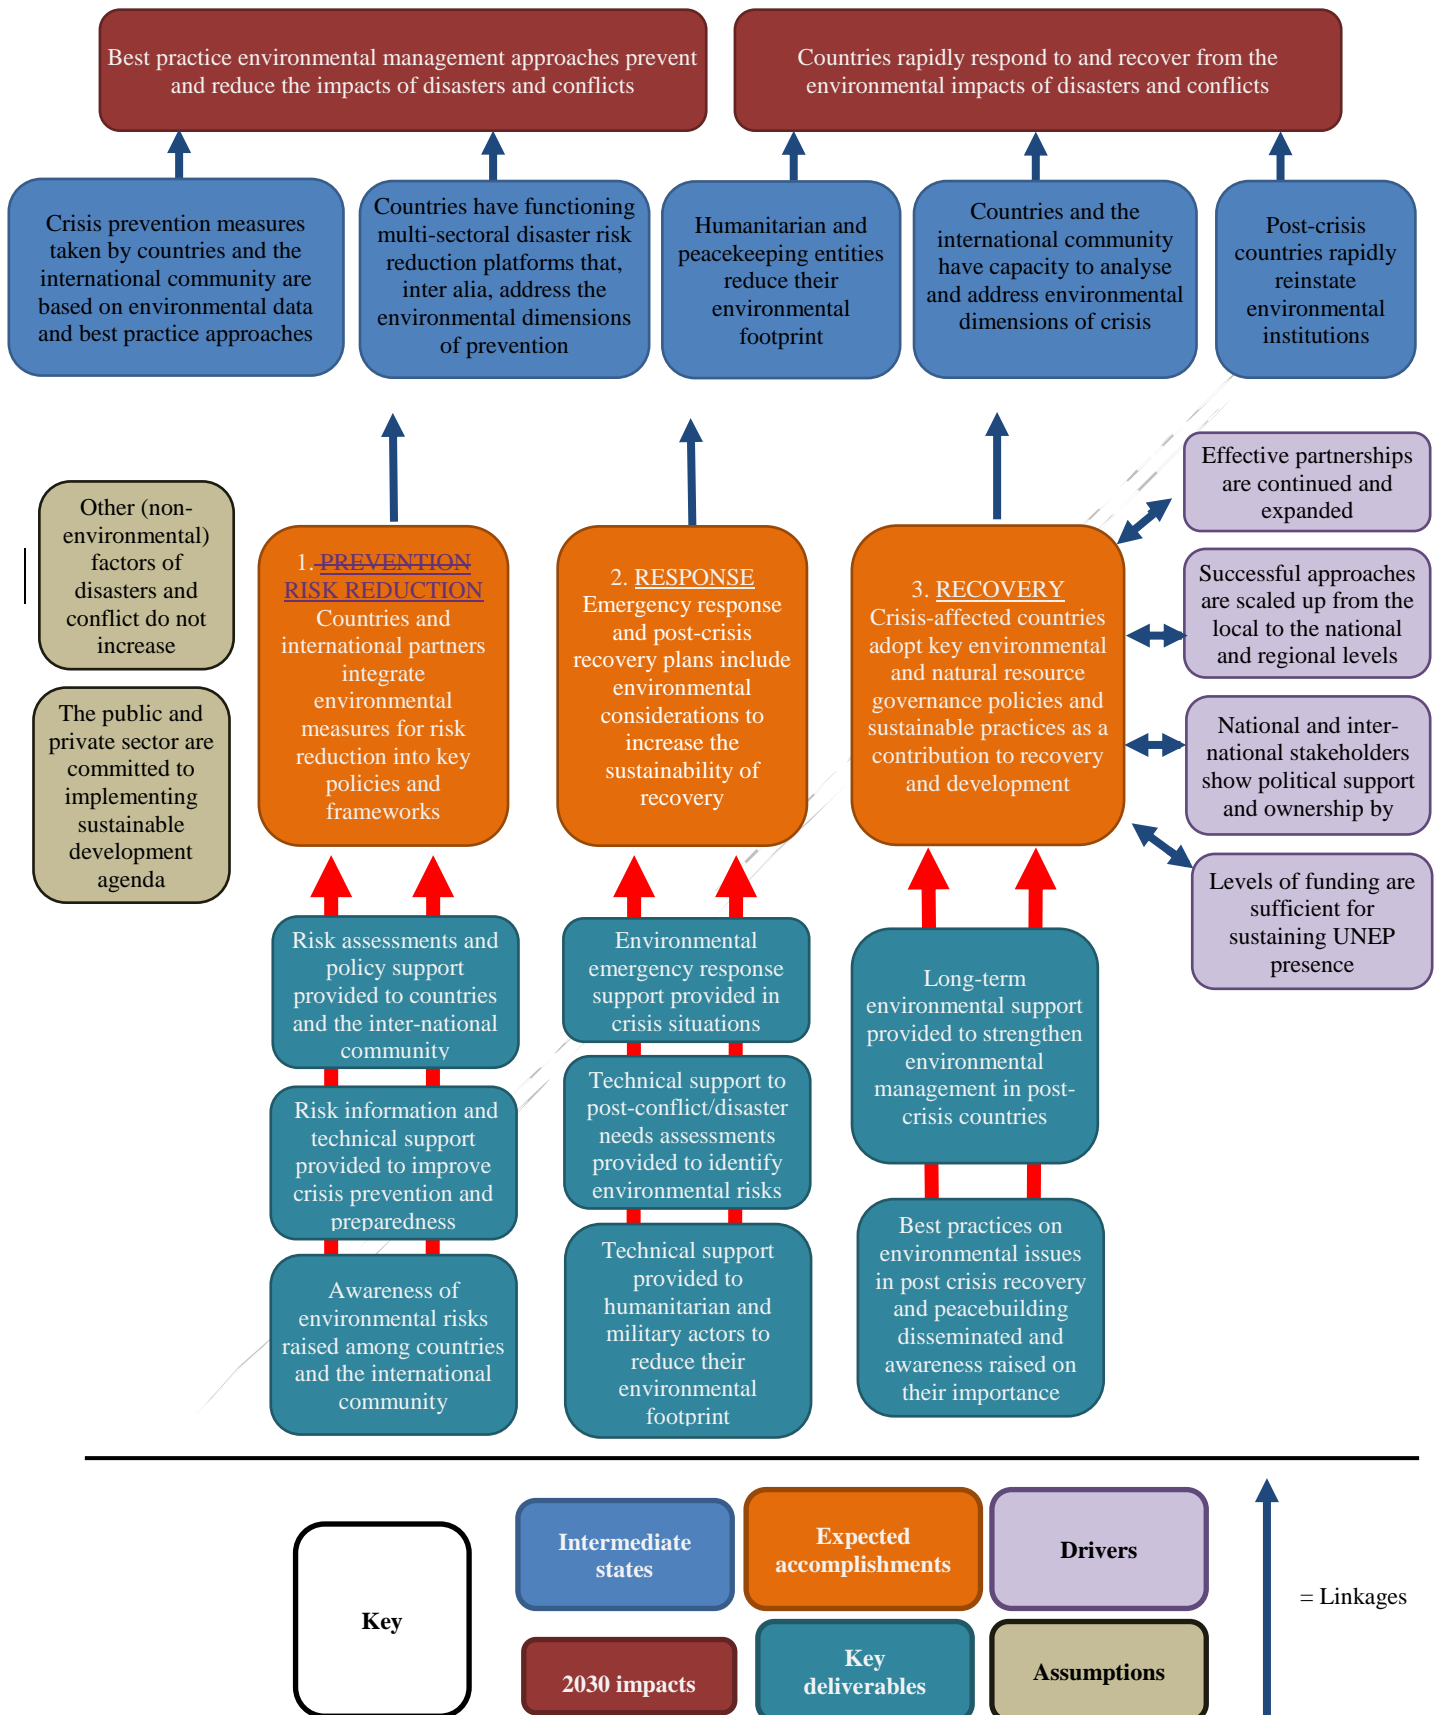 Best practice environmental management approaches prevent
and reduce the impacts of disasters and conflicts
Countries rapidly respond to and recover from the
environmental impacts of disasters and conflicts
Crisis prevention measures
taken by countries and the
international community are
based on environmental data
and best practice approaches
Countries have functioning
multi-sectoral disaster risk
reduction platforms that,
inter alia, address the
environmental dimensions
of prevention
Humanitarian and
peacekeeping entities
reduce their
environmental
footprint
Countries and the
international community
have capacity to analyse
and address environmental
dimensions of crisis
Post-crisis
countries rapidly
reinstate
environmental
institutions
Other (non-
environmental)
factors of
disasters and
conflict do not
increase
The public and
private sector are
committed to
implementing
sustainable
development
agenda
1. PREVENTION
RISK REDUCTION
Countries and
international partners
integrate
environmental
measures for risk
reduction into key
policies and
frameworks
2. RESPONSE
Emergency response
and post-crisis
recovery plans include
environmental
considerations to
increase the
sustainability of
recovery
3. RECOVERY
Crisis-affected countries
adopt key environmental
and natural resource
governance policies and
sustainable practices as a
contribution to recovery
and development
Effective partnerships
are continued and
expanded
Successful approaches
are scaled up from the
local to the national
and regional levels
National and inter-
national stakeholders
show political support
and ownership by
Levels of funding are
sufficient for
sustaining UNEP
presence
Risk assessments and
policy support
provided to countries
and the inter-national
community
Risk information and
technical support
provided to improve
crisis prevention and
preparedness
Awareness of
environmental risks
raised among countries
and the international
community
Environmental
emergency response
support provided in
crisis situations
Technical support to
post-conflict/disaster
needs assessments
provided to identify
environmental risks
Technical support
provided to
humanitarian and
military actors to
reduce their
environmental
footprint
Long-term
environmental support
provided to strengthen
environmental
management in post-
crisis countries
Best practices on
environmental issues
in post crisis recovery
and peacebuilding
disseminated and
awareness raised on
their importance
Key
Intermediate
states
Expected
accomplishments
Drivers
2030 impacts
Key
deliverables
Assumptions
= Linkages